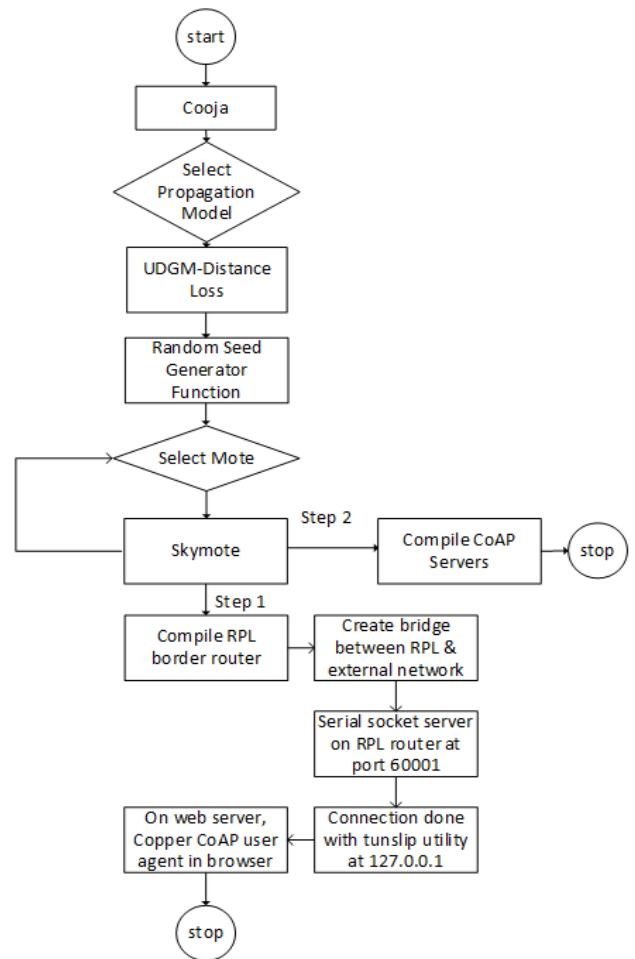 start
Cooja
Select
Propagation
Model
UDGM-Distance
Loss
Random Seed
Generator
Function
Select Mote
Skymote
Step 2
Compile CoAP
Servers
stop
Step 1
Compile RPL
border router
Create bridge
between RPL &
external network
Serial socket server
on RPL router at
port 60001
Connection done
with tunslip utility
at 127.0.0.1
On web server,
Copper CoAP user
agent in browser
stop